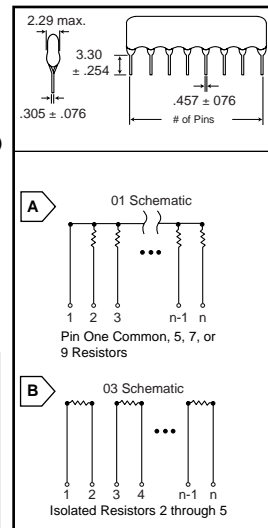 2.29 max.
3.30
± .254
.457 ± 076
.305 ± .076
# of Pins
A
01 Schematic
1 2 3 n-1 n
Pin One Common, 5, 7, or
9 Resistors
B
03 Schematic
1 2 3 4 n-1 n
Isolated Resistors 2 through 5